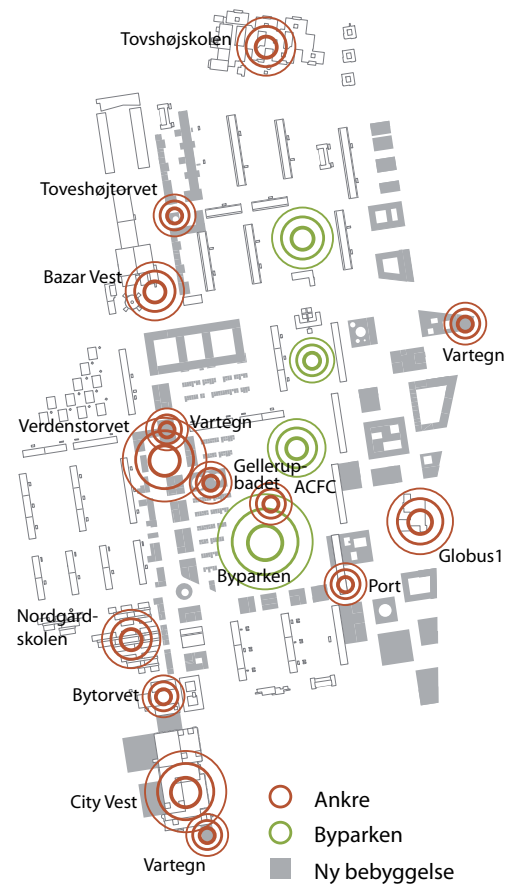 Tovshøjskolen
Toveshøjtorvet
Bazar Vest
Vartegn
Verdenstorvet
Vartegn
Gellerup-
badet
ACFC
Globus1
Byparken
Port
Nordgård-
skolen
Bytorvet
City Vest
Vartegn
Ankre
Byparken
Ny bebyggelse